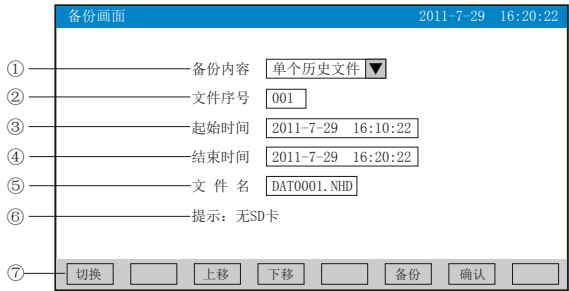 备份画面 2011-7-29 16:20:22
① 备份内容 单个历史文件 ▼
② 文件序号 001
③ 起始时间 2011-7-29 16:10:22
④ 结束时间 2011-7-29 16:20:22
⑤ 文 件 名 DAT0001.NHD
⑥ 提示：无SD卡
⑦ 切换 上移 下移 备份 确认